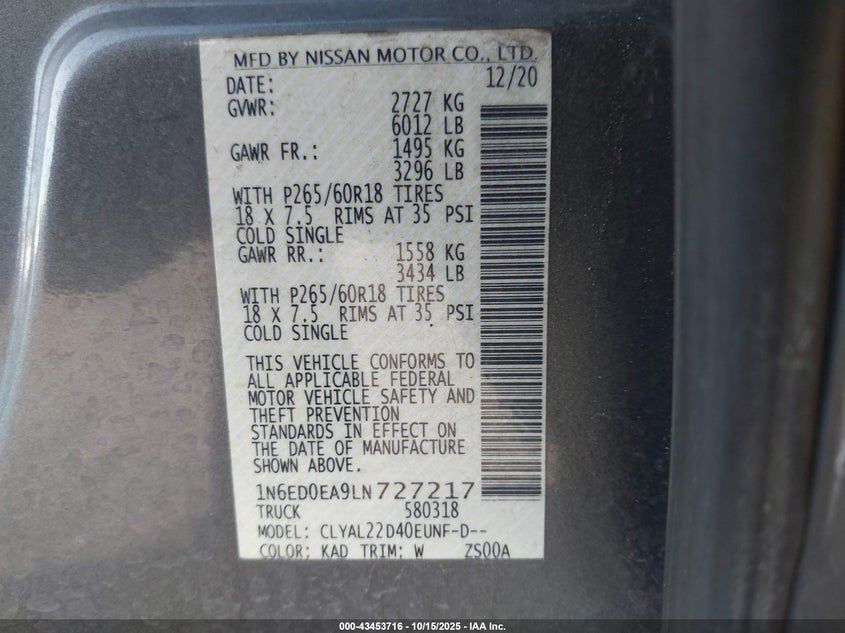 MFD BY NISSAN MOTOR CO., LTD.
DATE: 12/20
GVWR: 2727 KG
6012 LB
GAWR FR.: 1495 KG
3296 LB
WITH P265/60R18 TIRES
18 X 7.5 RIMS AT 35 PSI
COLD SINGLE
GAWR RR.: 1558 KG
3434 LB
WITH P265/60R18 TIRES
18 X 7.5 RIMS AT 35 PSI
COLD SINGLE
THIS VEHICLE CONFORMS TO
ALL APPLICABLE FEDERAL
MOTOR VEHICLE SAFETY AND
THEFT PREVENTION
STANDARDS IN EFFECT ON
THE DATE OF MANUFACTURE
SHOWN ABOVE.
1N6ED0EA9LN727217
TRUCK 580318
MODEL: CLYAL22D40EUNF-D--
COLOR: KAD TRIM: W ZS00A
000-43453716 - 10/15/2025 - IAA Inc.